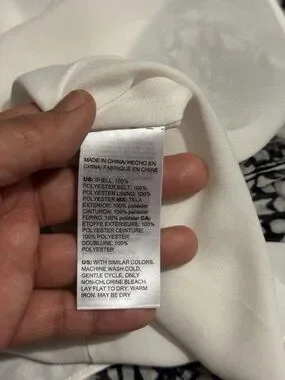 MADE IN CHINA/HECHO EN
CHINA/ FABRIQUÉ EN CHINE
US: SHELL: 100%
POLYESTER BELT: 100%
POLYESTER LINING: 100%
POLYESTER MX: TELA
EXTERIOR: 100% poliéster
CINTURÓN: 100% poliéster
FORRO: 100% poliéster CA:
ÉTOFFE EXTÉRIEURE: 100%
POLYESTER CEINTURE:
100% POLYESTER
DOUBLURE: 100%
POLYESTER
US: WITH SIMILAR COLORS.
MACHINE WASH COLD,
GENTLE CYCLE, ONLY
NON-CHLORINE BLEACH.
LAY FLAT TO DRY. WARM
IRON. MAY BE DRY